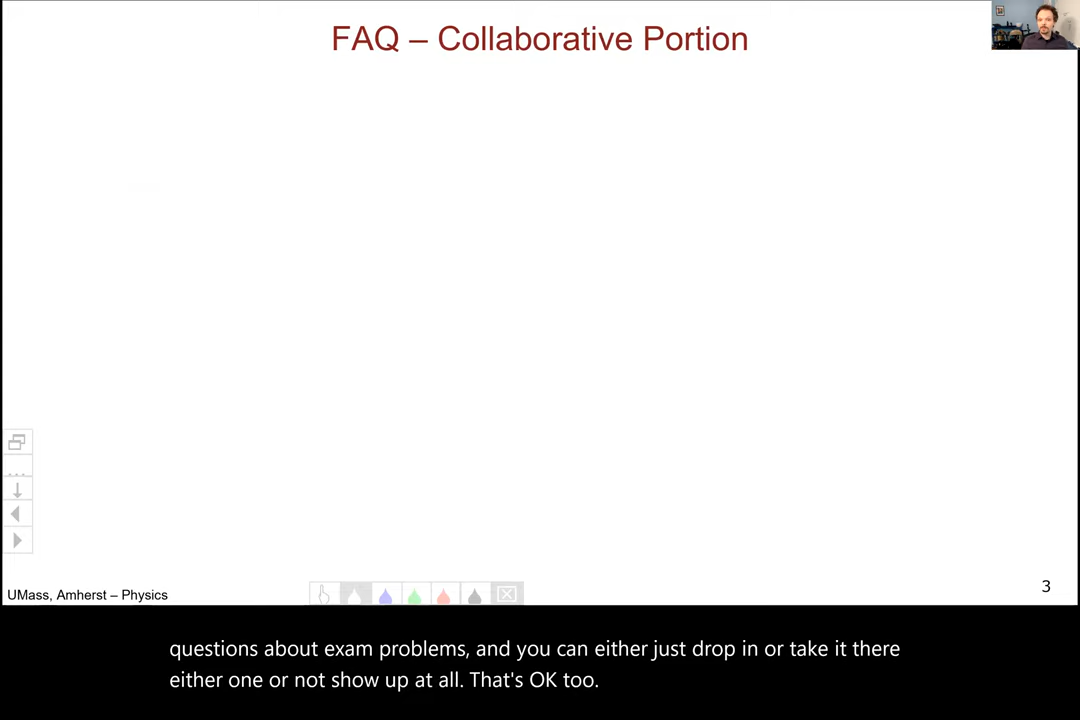 FAQ – Collaborative Portion
UMass, Amherst – Physics
3
questions about exam problems, and you can either just drop in or take it there
either one or not show up at all. That's OK too.